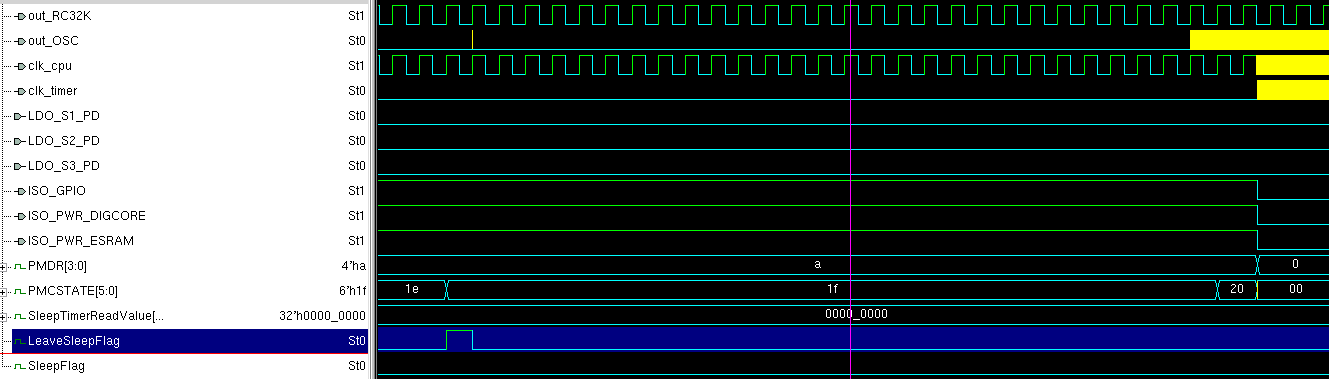 out_RC32K St1
out_OSC St0
clk_cpu St1
clk_timer St0
LDO_S1_PD St0
LDO_S2_PD St0
LDO_S3_PD St0
ISO_GPIO St1
ISO_PWR_DIGCORE St1
ISO_PWR_ESRAM St1
PMDR[3:0] 4'ha a 0
PMCSTATE[5:0] 6'h1f 1e 1f 20 00
SleepTimerReadValue[... 32'h0000_0000 0000_0000
LeaveSleepFlag St0
SleepFlag St0